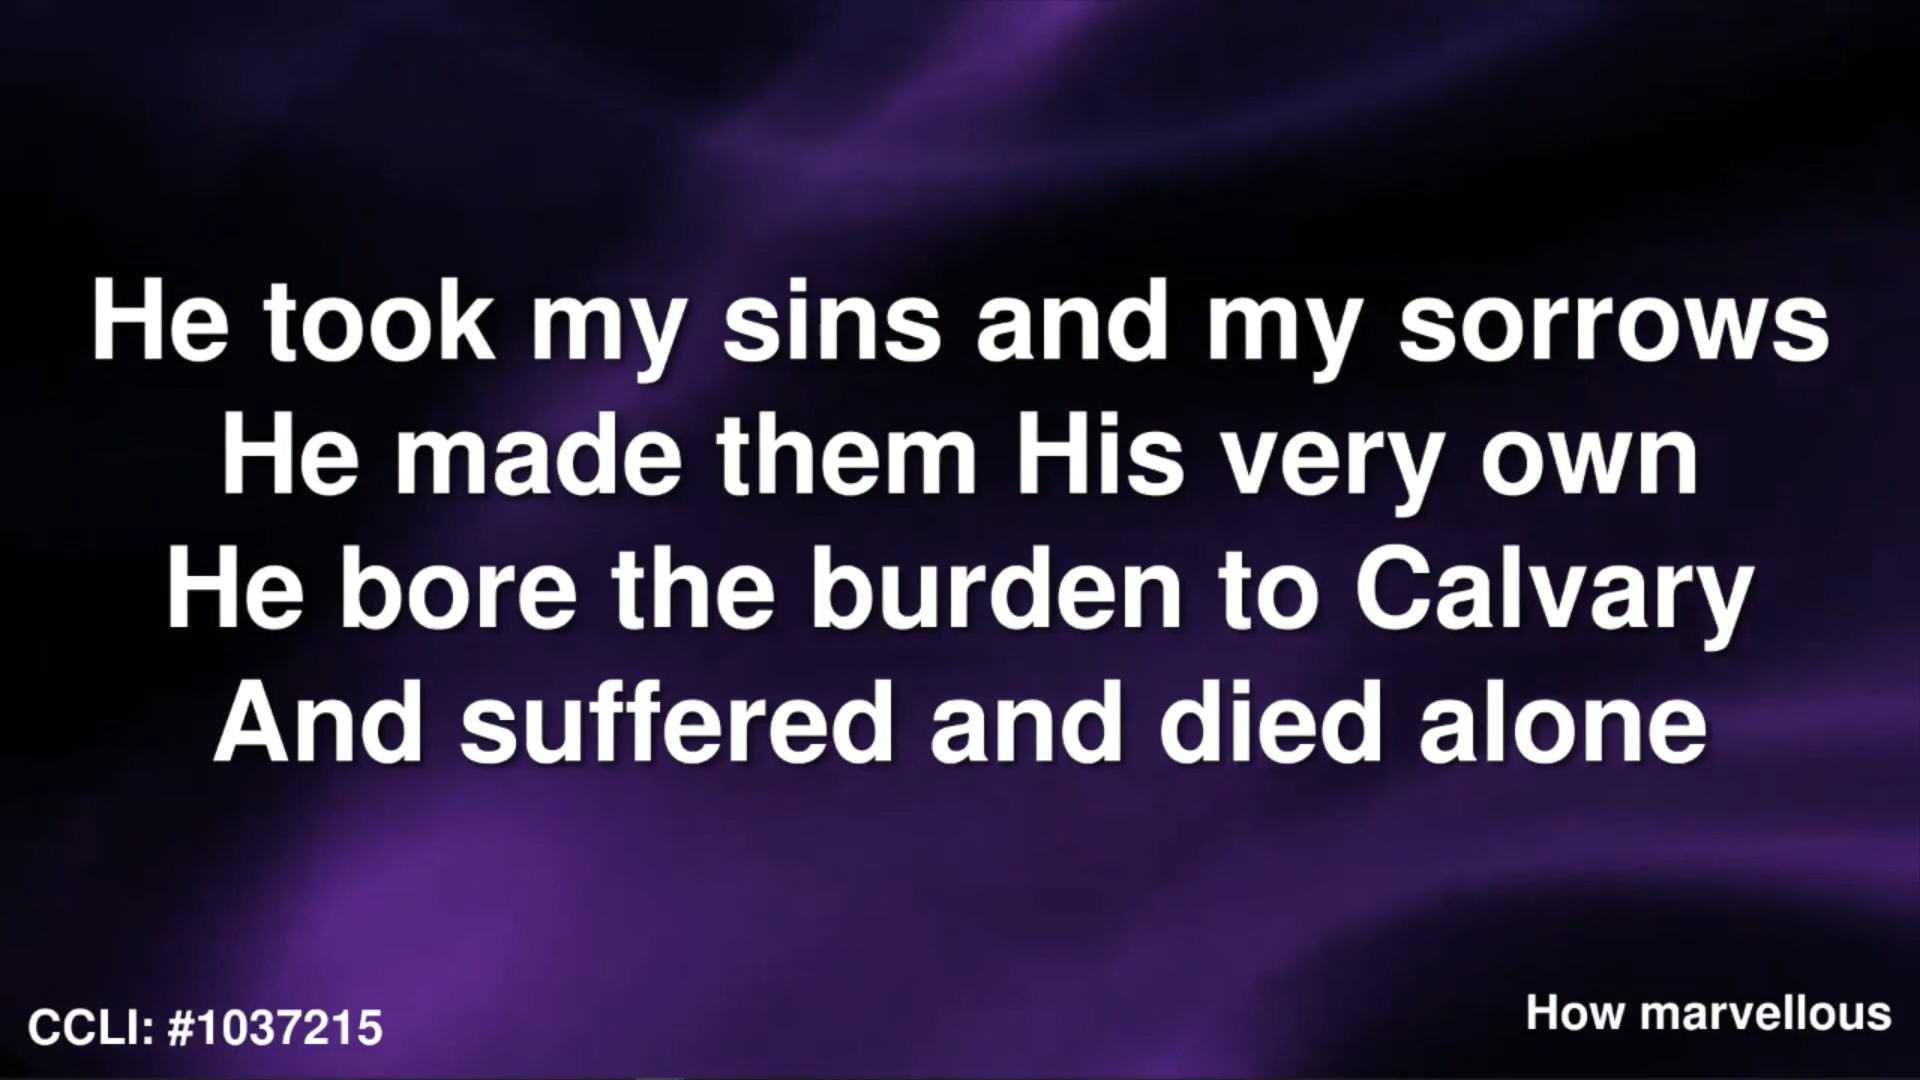 He took my sins and my sorrows
He made them His very own
He bore the burden to Calvary
And suffered and died alone
CCLI: #1037215
How marvellous